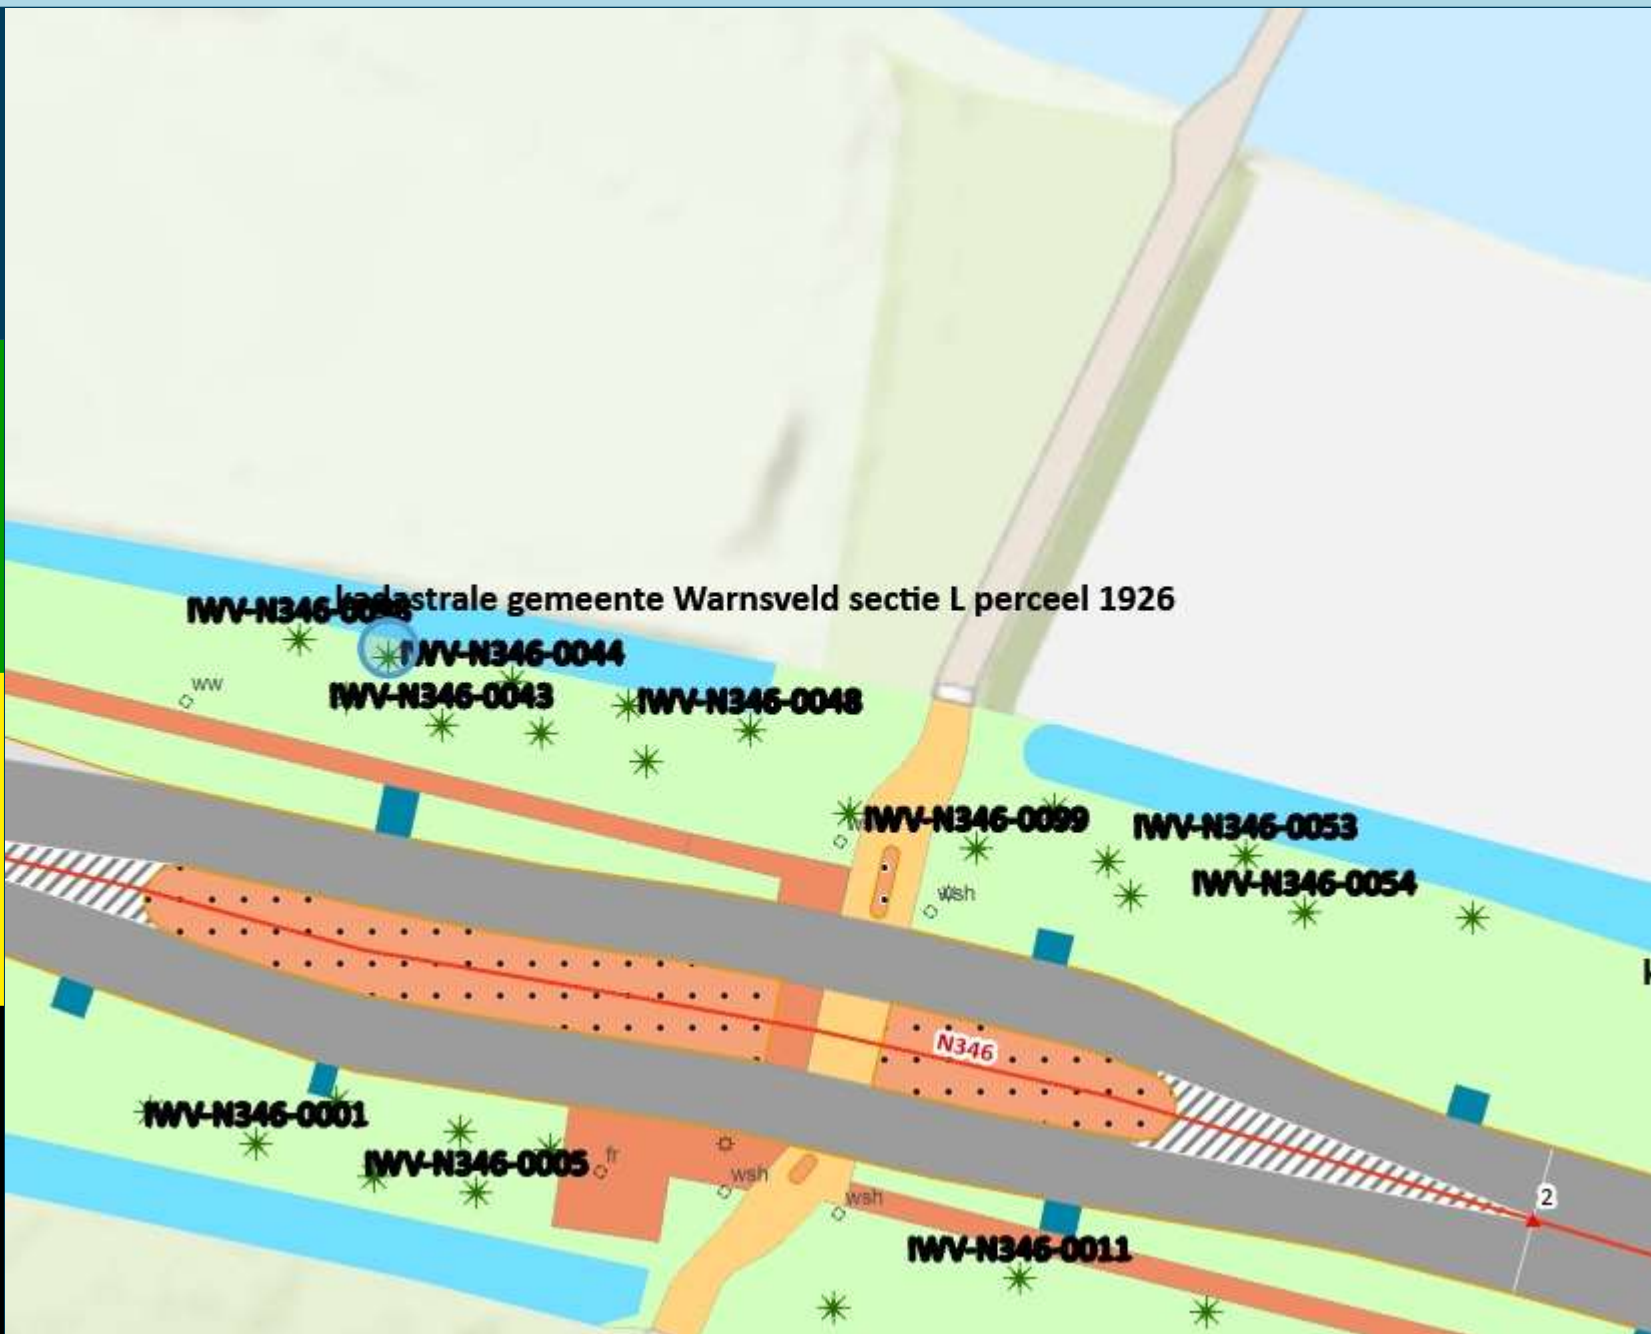 kadastrale gemeente Warnsveld sectie L perceel 1926
IWV-N346-0044
ww
IWV-N346-0043
IWV-N346-0048
IWV-N346-0099
IWV-N346-0053
IWV-N346-0054
wsh
N346
IWV-N346-0001
IWV-N346-0005
fr
wsh
wsh
2
IWV-N346-0011